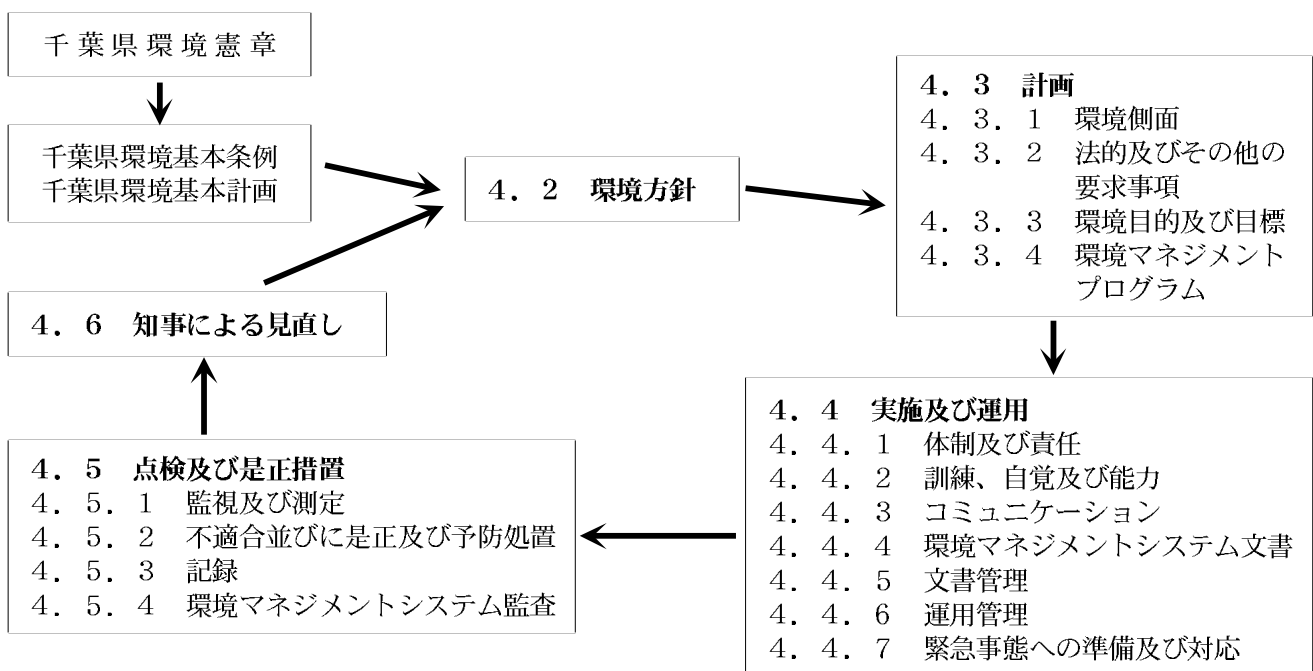 千葉県環境憲章
千葉県環境基本条例
千葉県環境基本計画
４．２　環境方針
４．３　計画
４．３．１　環境側面
４．３．２　法的及びその他の
要求事項
４．３．３　環境目的及び目標
４．３．４　環境マネジメント
プログラム
４．４　実施及び運用
４．４．１　体制及び責任
４．４．２　訓練、自覚及び能力
４．４．３　コミュニケーション
４．４．４　環境マネジメントシステム文書
４．４．５　文書管理
４．４．６　運用管理
４．４．７　緊急事態への準備及び対応
４．５　点検及び是正措置
４．５．１　監視及び測定
４．５．２　不適合並びに是正及び予防処置
４．５．３　記録
４．５．４　環境マネジメントシステム監査
４．６　知事による見直し